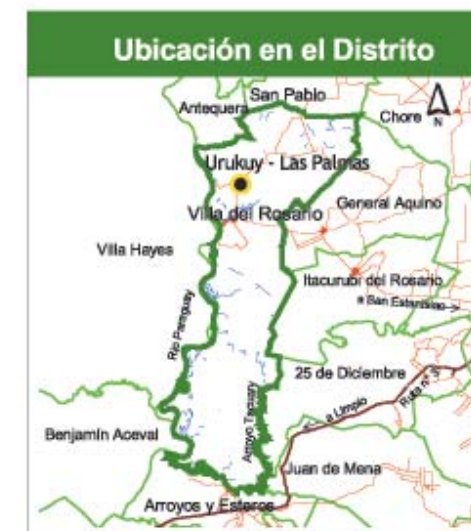 Ubicación en el Distrito
San Pablo
Antequera
Chore
N
Urukuy - Las Palmas
General Aquino
Villa del Rosario
Villa Hayes
Itacurubi del Rosario
a San Estanislao
Río Paraguay
25 de Diciembre
Ruta n° 3
a Limpio
Arroyo Tapiracuay
Benjamín Aceval
Juan de Mena
Arroyos y Esteros